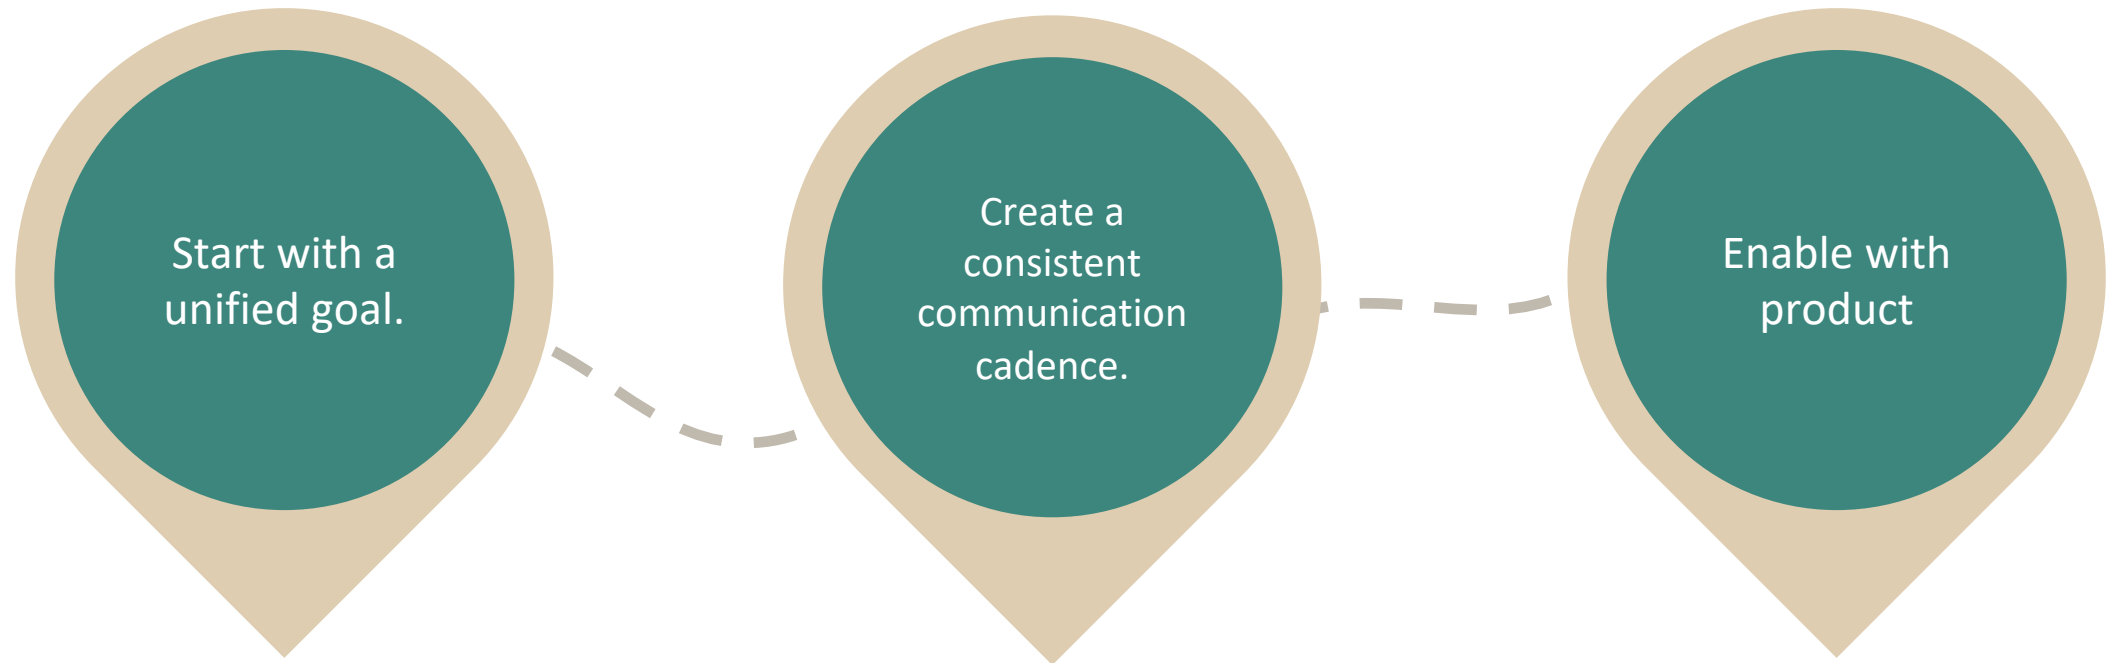 Start with a
unified goal.
Create a
consistent
communication
cadence.
Enable with
product